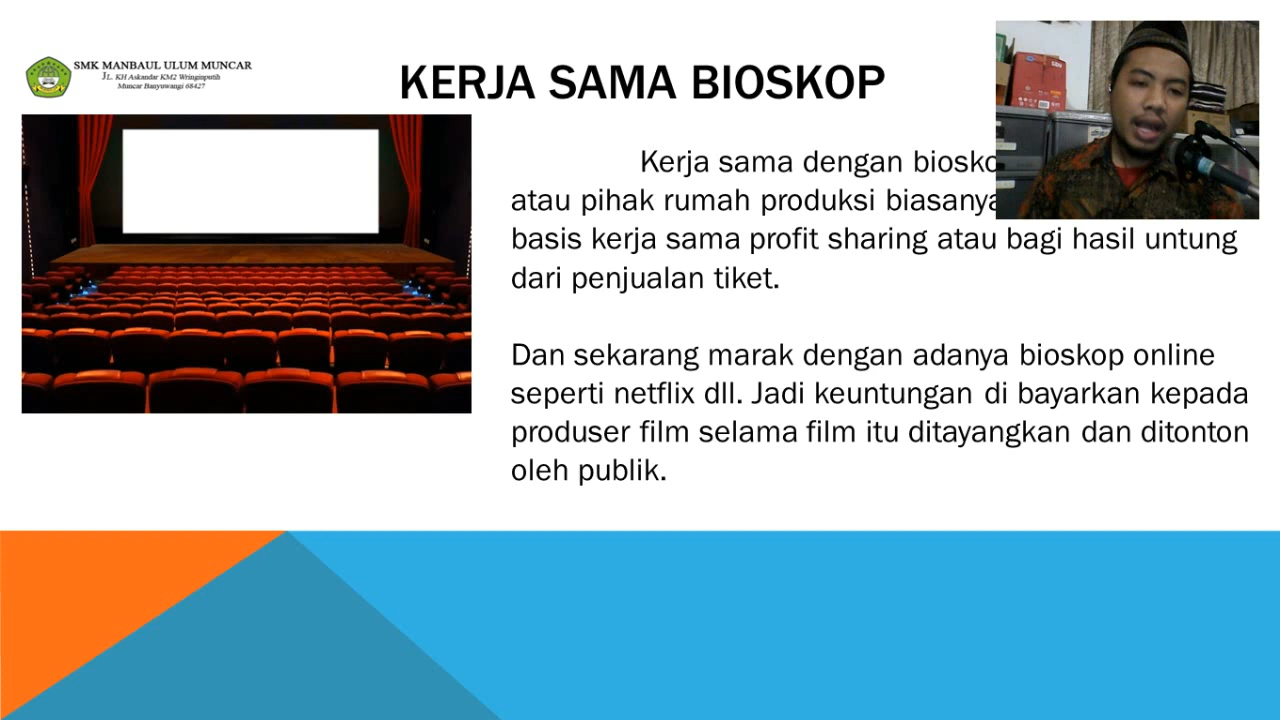 SMK MANBAUL ULUM MUNCAR
JL. KH Askandar KM2 Wringinputih
Muncar Banyuwangi 68427
KERJA SAMA BIOSKOP
Kerja sama dengan
atau pihak rumah produksi
basis kerja sama profit sharing atau bagi hasil untung
dari penjualan tiket.
Dan sekarang marak dengan adanya bioskop online
seperti netflix dll. Jadi keuntungan di bayarkan kepada
produser film selama film itu ditayangkan dan ditonton
oleh publik.